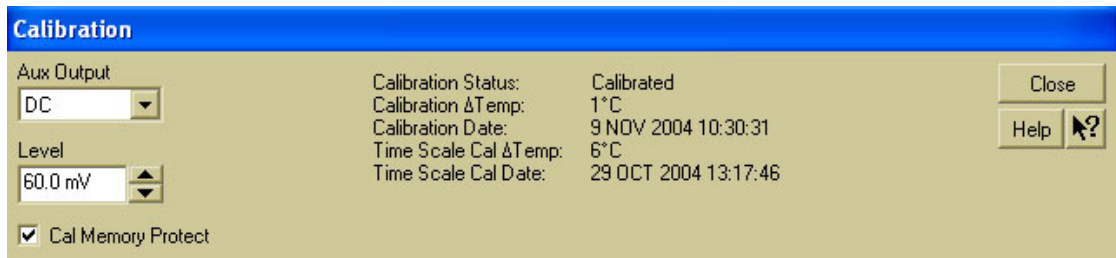 Calibration
Aux Output
DC
Level
60.0 mV
Cal Memory Protect
Calibration Status: Calibrated
Calibration ΔTemp: 1°C
Calibration Date: 9 NOV 2004 10:30:31
Time Scale Cal ΔTemp: 6°C
Time Scale Cal Date: 29 OCT 2004 13:17:46
Close
Help ?